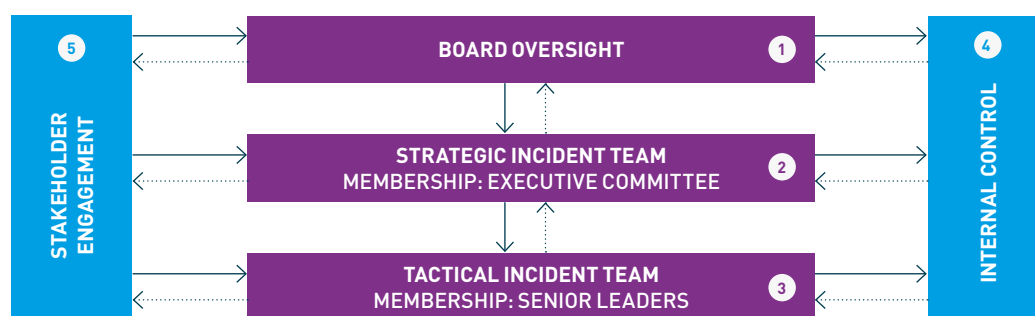 5
STAKEHOLDER
ENGAGEMENT
BOARD OVERSIGHT
1
STRATEGIC INCIDENT TEAM
MEMBERSHIP: EXECUTIVE COMMITTEE
2
TACTICAL INCIDENT TEAM
MEMBERSHIP: SENIOR LEADERS
3
4
INTERNAL CONTROL